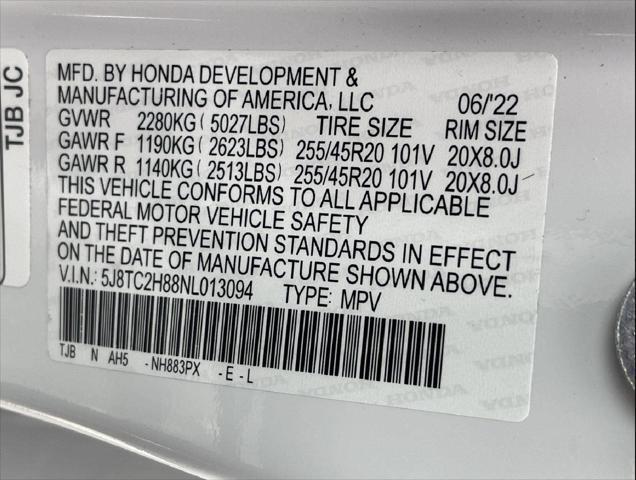 TJB JC
MFD. BY HONDA DEVELOPMENT &
MANUFACTURING OF AMERICA, LLC 06/'22
GVWR 2280KG ( 5027LBS) TIRE SIZE RIM SIZE
GAWR F 1190KG ( 2623LBS) 255/45R20 101V 20X8.0J
GAWR R 1140KG ( 2513LBS) 255/45R20 101V 20X8.0J
THIS VEHICLE CONFORMS TO ALL APPLICABLE
FEDERAL MOTOR VEHICLE SAFETY
AND THEFT PREVENTION STANDARDS IN EFFECT
ON THE DATE OF MANUFACTURE SHOWN ABOVE.
V.I.N.: 5J8TC2H88NL013094 TYPE: MPV
TJB N AH5 -NH883PX -E-L